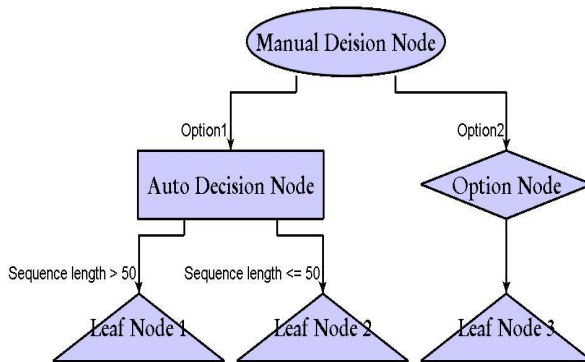 Manual Deision Node
Option1
Option2
Auto Decision Node
Option Node
Sequence length > 50
Sequence length <= 50
Leaf Node 1
Leaf Node 2
Leaf Node 3